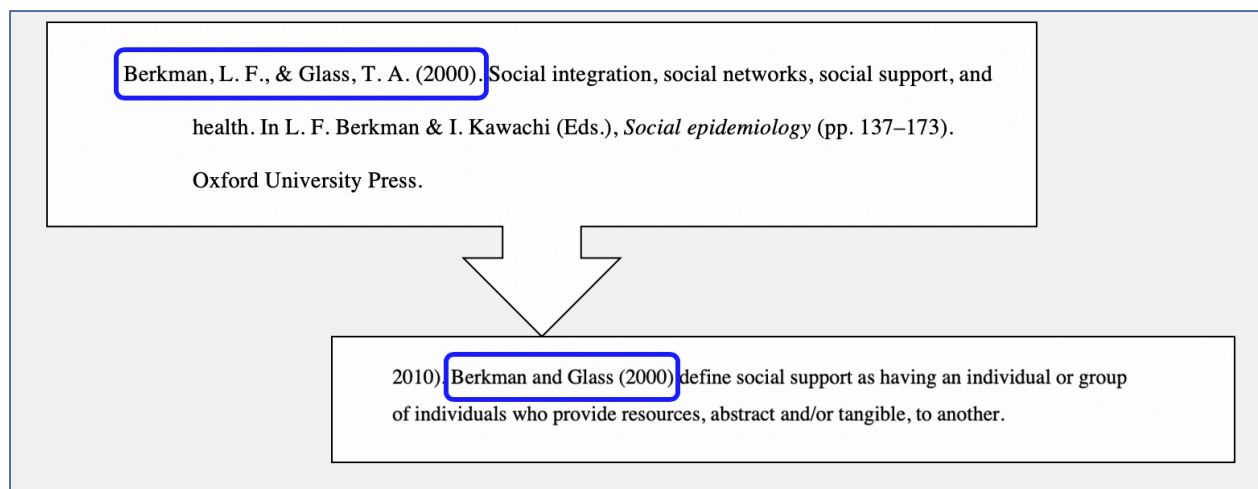 Berkman, L. F., & Glass, T. A. (2000). Social integration, social networks, social support, and
health. In L. F. Berkman & I. Kawachi (Eds.), Social epidemiology (pp. 137–173).
Oxford University Press.
2010). Berkman and Glass (2000) define social support as having an individual or group
of individuals who provide resources, abstract and/or tangible, to another.